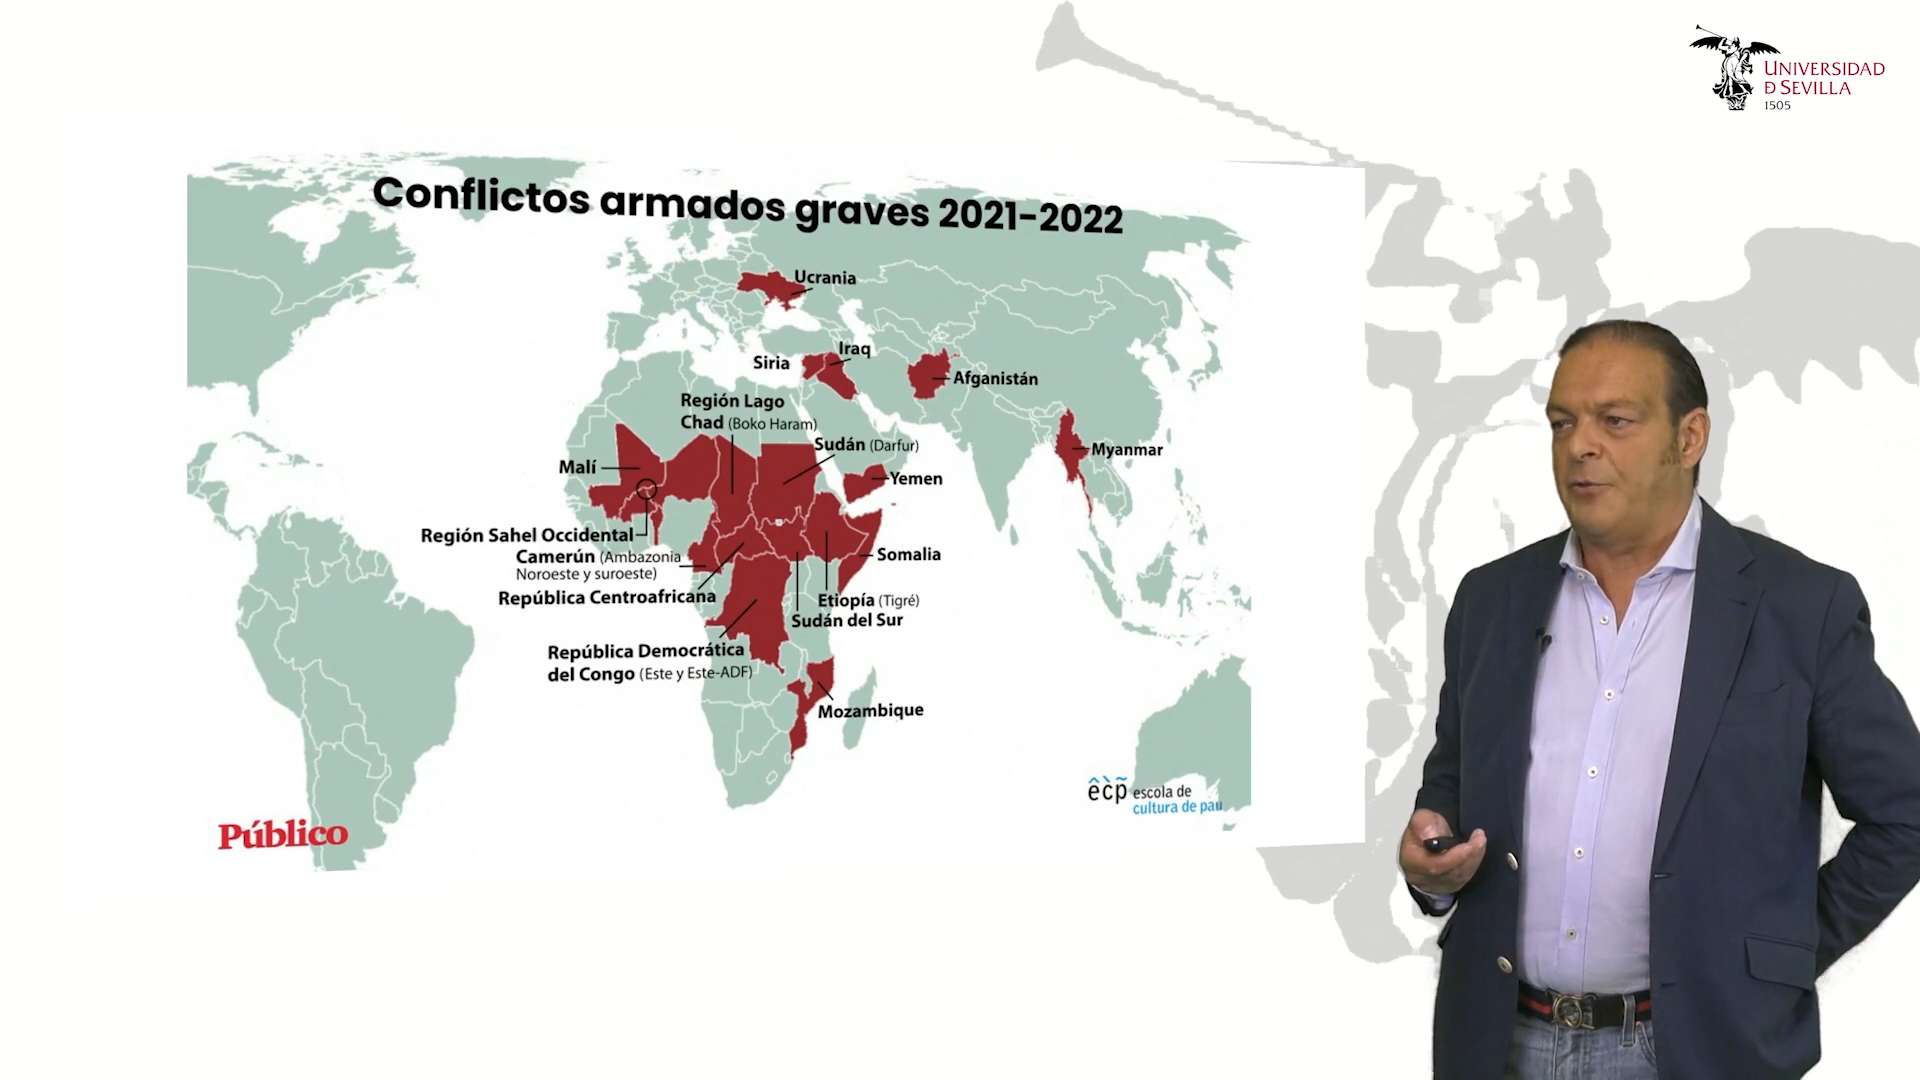 UNIVERSIDAD
D SEVILLA
1505
Conflictos armados graves 2021-2022
Ucrania
Iraq
Siria
Afganistán
Región Lago
Chad (Boko Haram)
Sudán (Darfur)
Myanmar
Malí
Yemen
Región Sahel Occidental
Camerún (Ambazonia
Noroeste y suroeste)
Somalia
República Centroafricana
Etiopía (Tigré)
Sudán del Sur
República Democrática
del Congo (Este y Este-ADF)
Mozambique
êcp̃ escola de
cultura de pau
Público